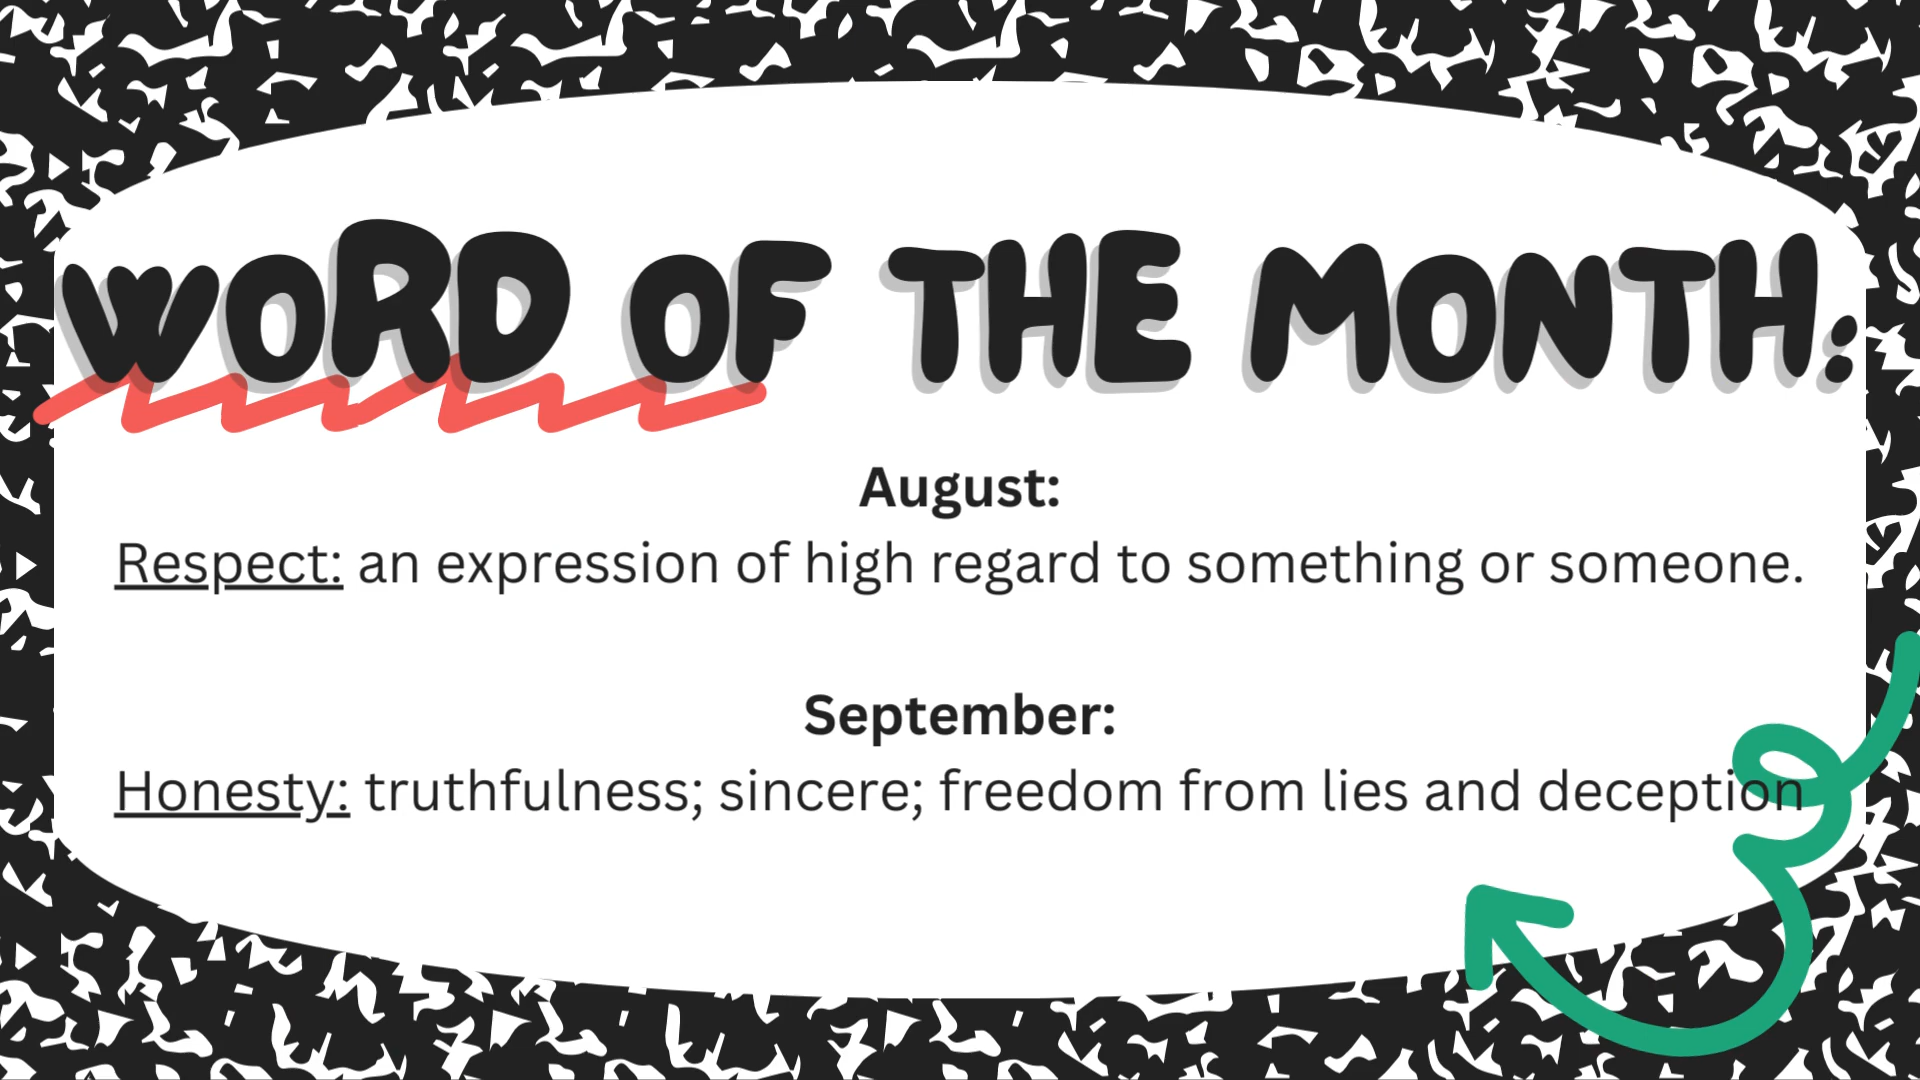 WORD OF THE MONTH:
August:
Respect: an expression of high regard to something or someone.
September:
Honesty: truthfulness; sincere; freedom from lies and deception